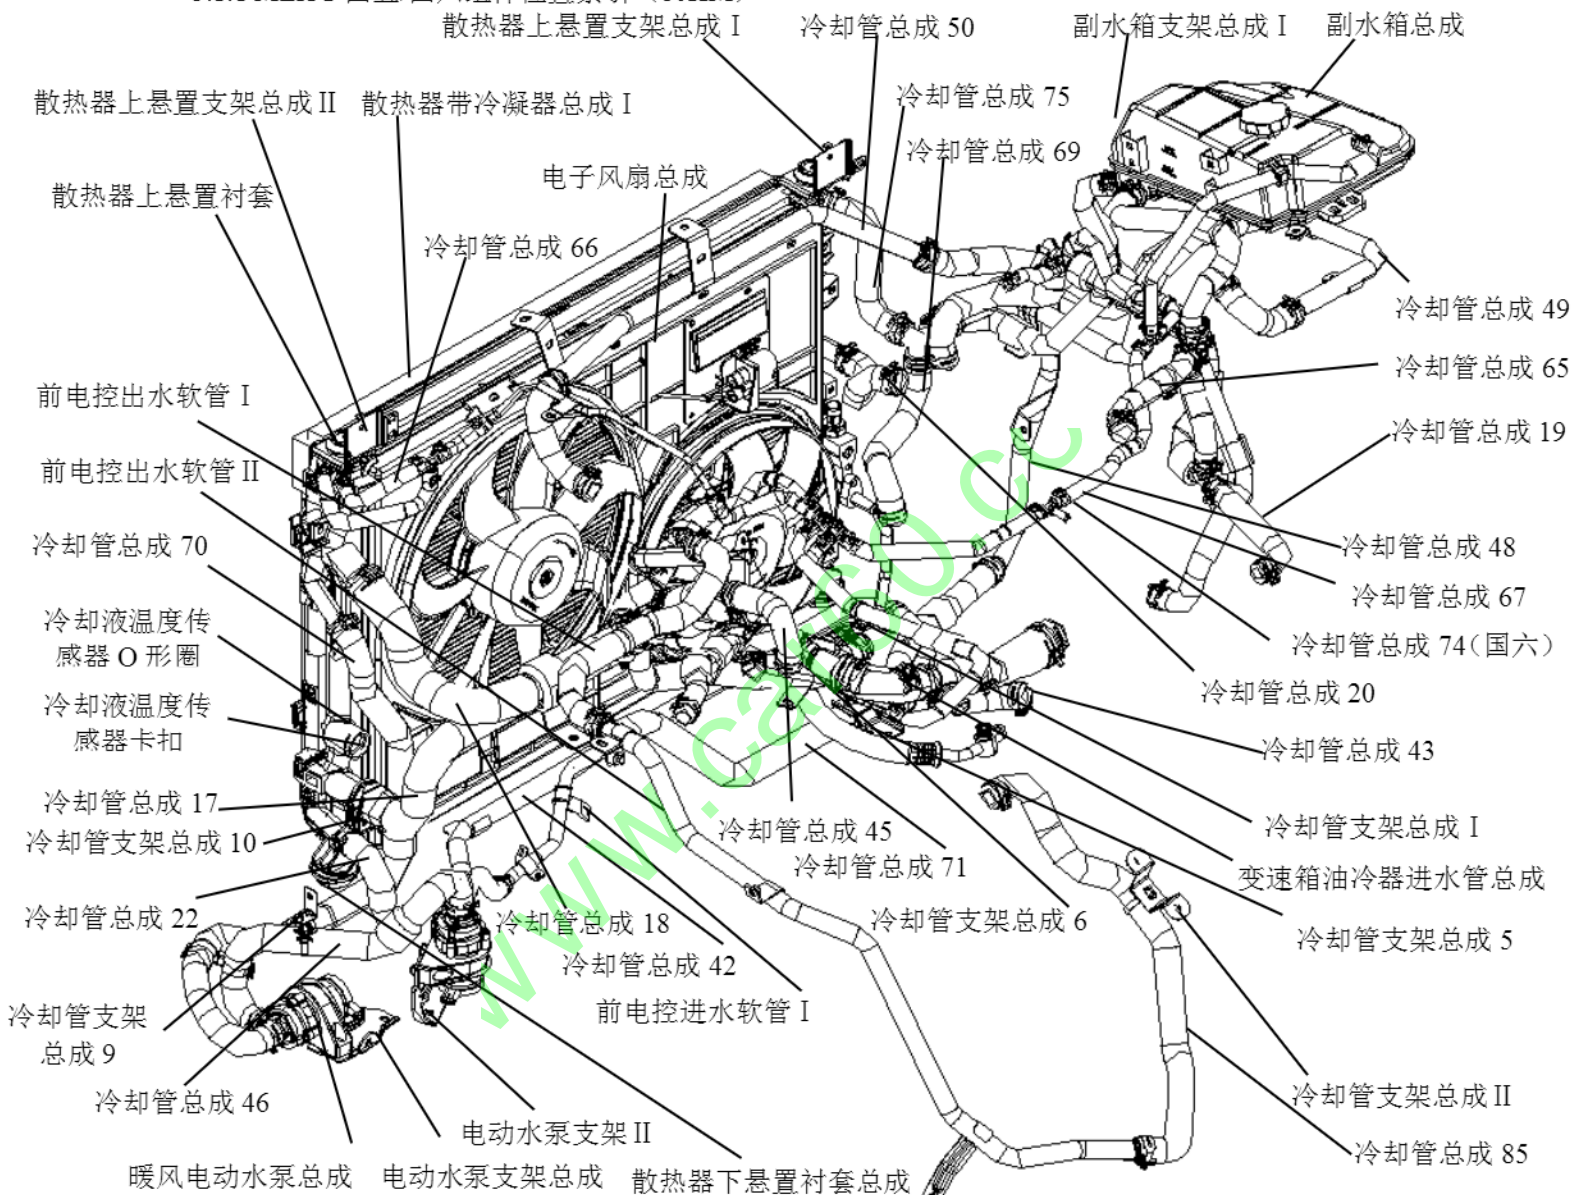 散热器上悬置支架总成Ⅰ
冷却管总成 50
副水箱支架总成Ⅰ
副水箱总成
散热器上悬置支架总成Ⅱ
散热器带冷凝器总成Ⅰ
冷却管总成 75
冷却管总成 69
电子风扇总成
散热器上悬置衬套
冷却管总成 66
冷却管总成 49
冷却管总成 65
前电控出水软管Ⅰ
冷却管总成 19
前电控出水软管Ⅱ
冷却管总成 70
冷却管总成 48
冷却管总成 67
冷却液温度传
感器 O 形圈
冷却管总成 74（国六）
冷却管总成 20
冷却液温度传
感器卡扣
冷却管总成 43
冷却管总成 17
冷却管总成 45
冷却管支架总成Ⅰ
冷却管支架总成 10
冷却管总成 71
变速箱油冷器进水管总成
冷却管总成 22
冷却管总成 18
冷却管支架总成 6
冷却管支架总成 5
冷却管总成 42
前电控进水软管Ⅰ
冷却管支架
总成 9
冷却管总成 46
冷却管支架总成Ⅱ
电动水泵支架Ⅱ
冷却管总成 85
暖风电动水泵总成
电动水泵支架总成
散热器下悬置衬套总成
www.car60.cc